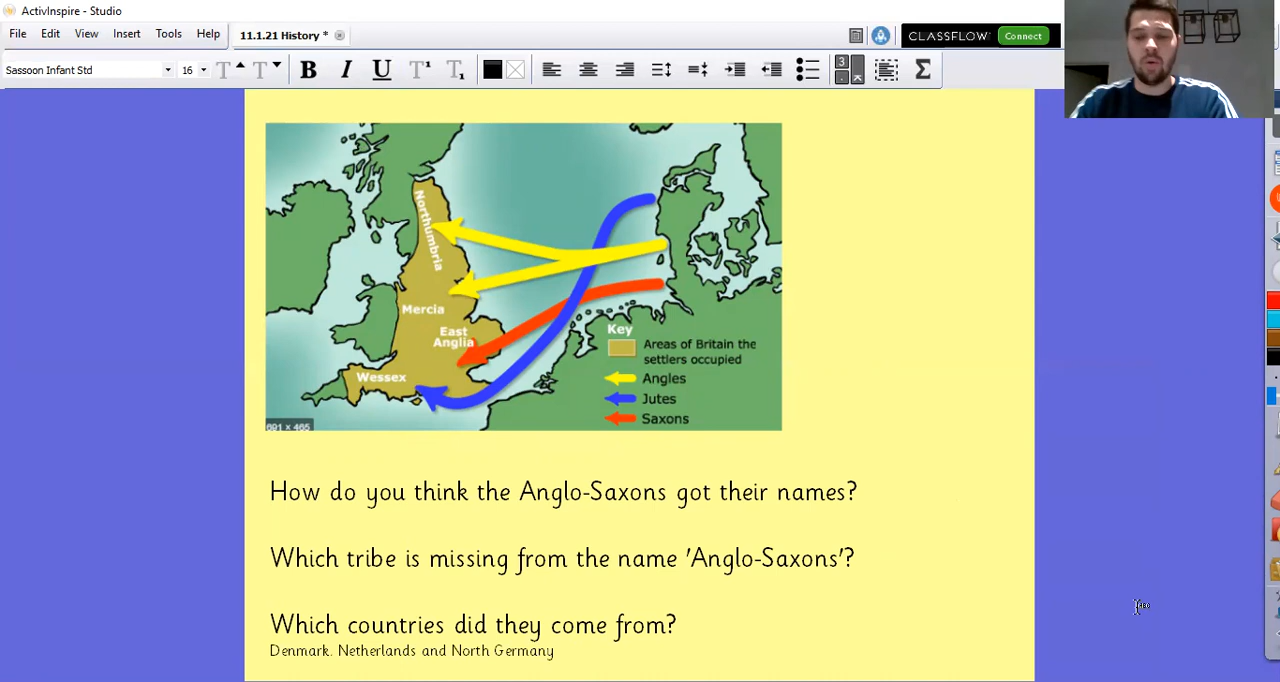 ActivInspire - Studio
File Edit View Insert Tools Help
11.1.21 History *
CLASSFLOW Connect
Sassoon Infant Std 16
B I U
Northumbria
Mercia
East
Anglia
Wessex
Key
Areas of Britain the
settlers occupied
Angles
Jutes
Saxons
691 x 465
How do you think the Anglo-Saxons got their names?
Which tribe is missing from the name 'Anglo-Saxons'?
Which countries did they come from?
Denmark. Netherlands and North Germany